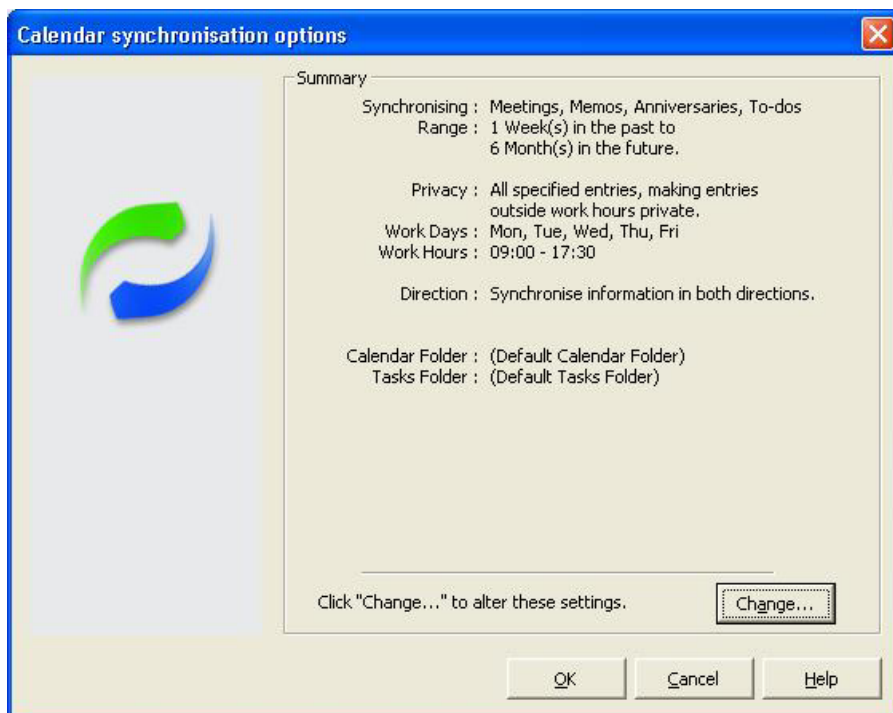 Calendar synchronisation options
Summary
Synchronising : Meetings, Memos, Anniversaries, To-dos
Range : 1 Week(s) in the past to
6 Month(s) in the future.
Privacy : All specified entries, making entries
outside work hours private.
Work Days : Mon, Tue, Wed, Thu, Fri
Work Hours : 09:00 - 17:30
Direction : Synchronise information in both directions.
Calendar Folder : (Default Calendar Folder)
Tasks Folder : (Default Tasks Folder)
Click "Change..." to alter these settings. Change...
OK Cancel Help